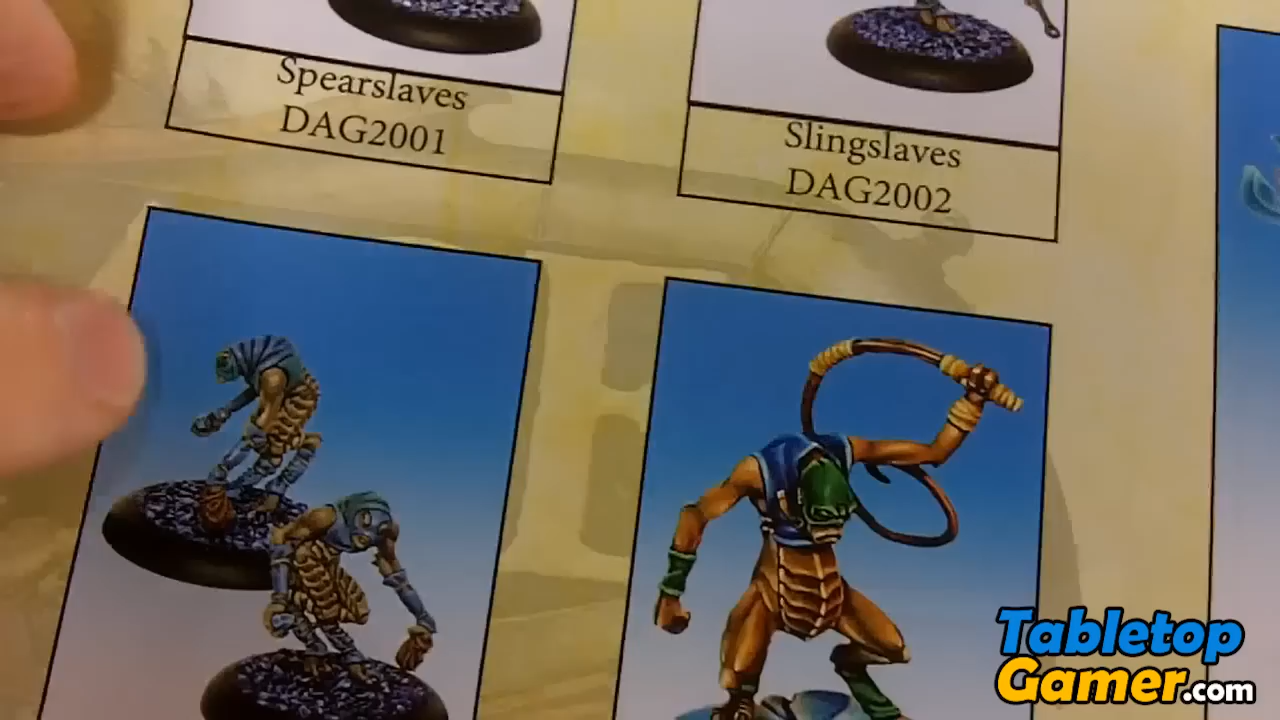 Spearslaves
DAG2001
Slingslaves
DAG2002
Tabletop
Gamer.com